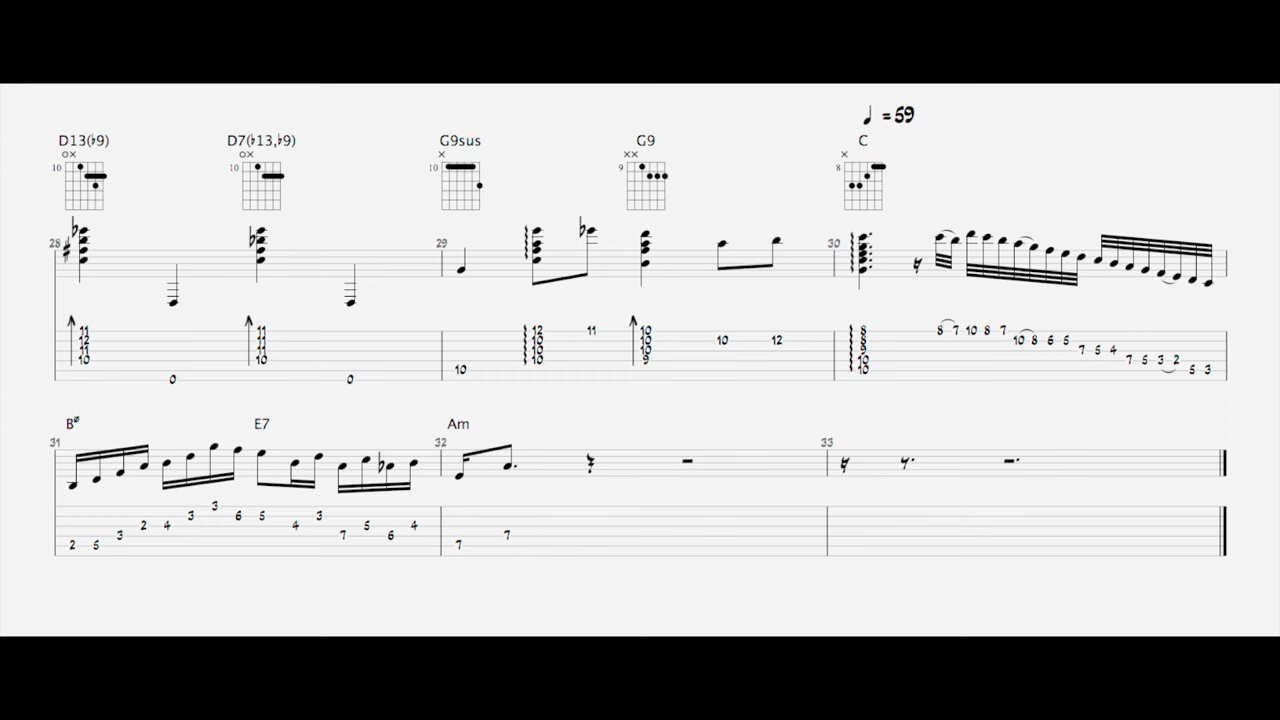 ♩ = 59
D13(♭9) D7(♭13,♭9) G9sus G9 C
o× o× × ×× ×
10 10 10 9 8
28 29 30
11 11 12 11 10 8 8 7 10 8 7
12 11 10 10 10 12 8 10 8 6 5
11 11 10 10 9 7 5 4
10 10 10 9 10 7 5 3 2
10 10 5 3
0 0
Bø E7 Am
31 32 33
3
3 6 5 3
2 4 4 5 4
3 7 6 7
2 5 7